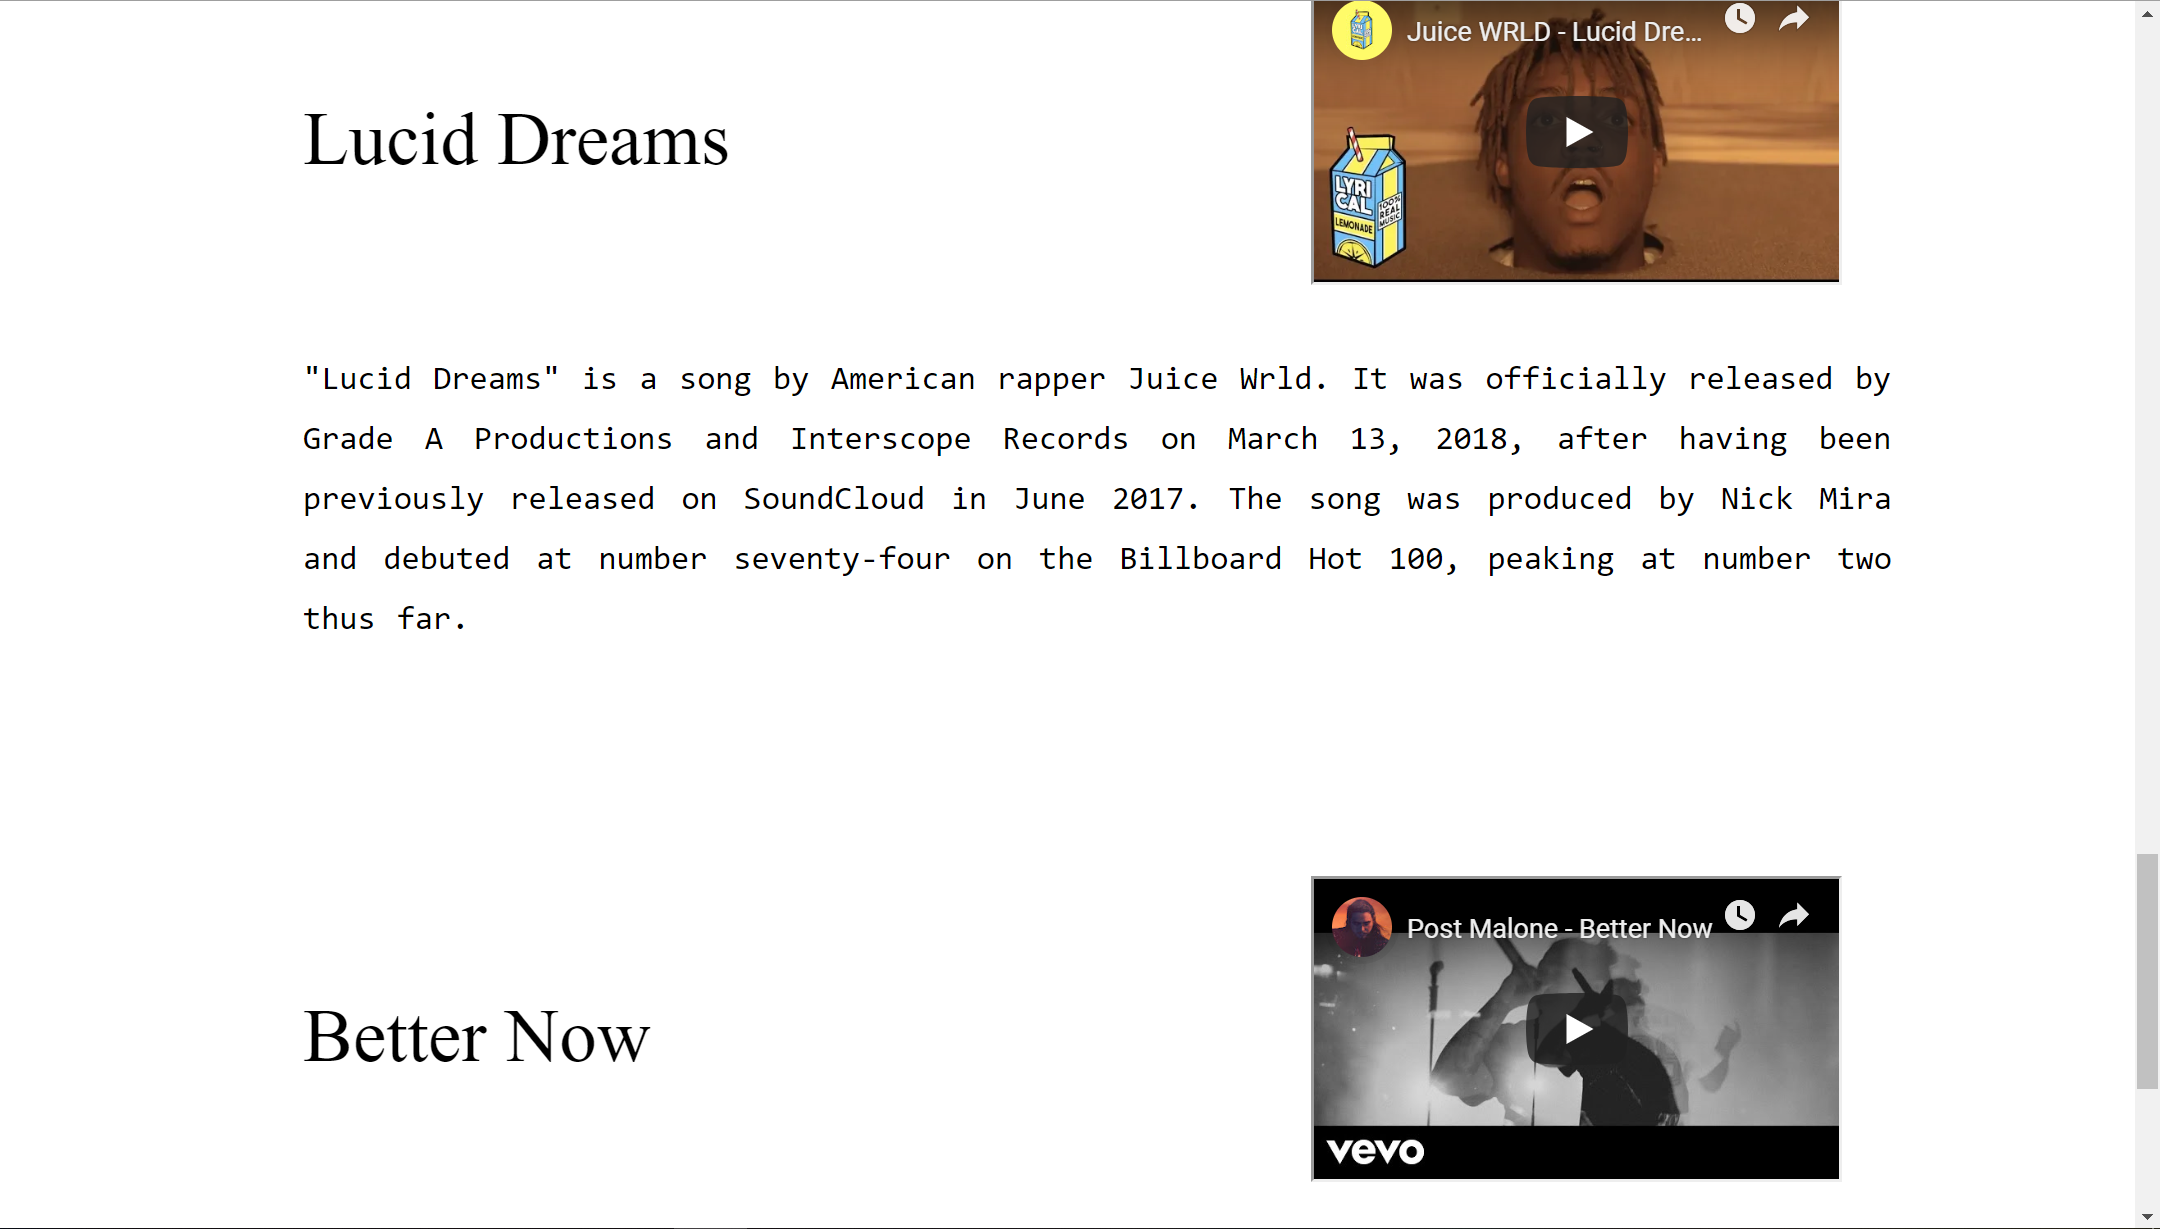 Juice WRLD - Lucid Dre...
Lucid Dreams
LYRI
CAL
LEMONADE
100%
REAL
MUSIC
"Lucid Dreams" is a song by American rapper Juice Wrld. It was officially released by
Grade A Productions and Interscope Records on March 13, 2018, after having been
previously released on SoundCloud in June 2017. The song was produced by Nick Mira
and debuted at number seventy-four on the Billboard Hot 100, peaking at number two
thus far.
Post Malone - Better Now
Better Now
vevo